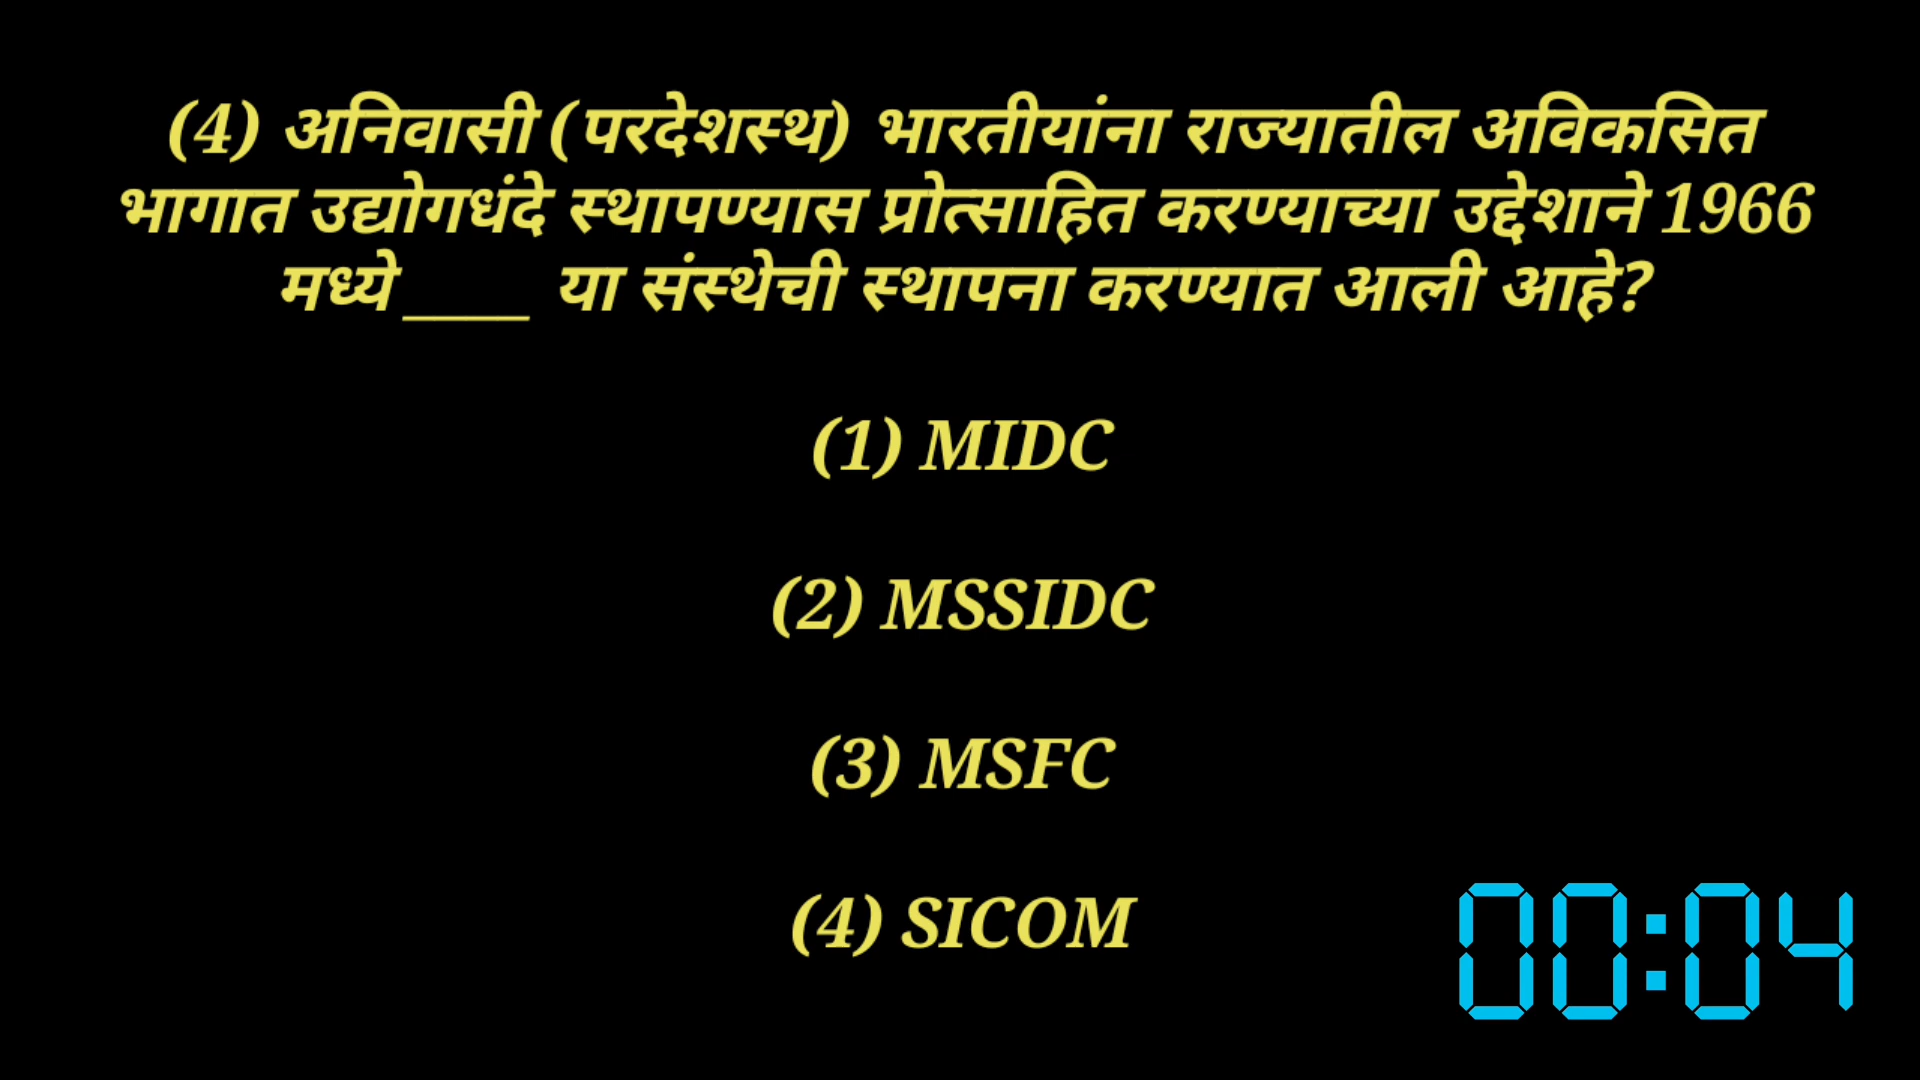 (4) अनिवासी (परदेशस्थ) भारतीयांना राज्यातील अविकसित
भागात उद्योगधंदे स्थापण्यास प्रोत्साहित करण्याच्या उद्देशाने 1966
मध्ये ____ या संस्थेची स्थापना करण्यात आली आहे?
(1) MIDC
(2) MSSIDC
(3) MSFC
(4) SICOM
00:04